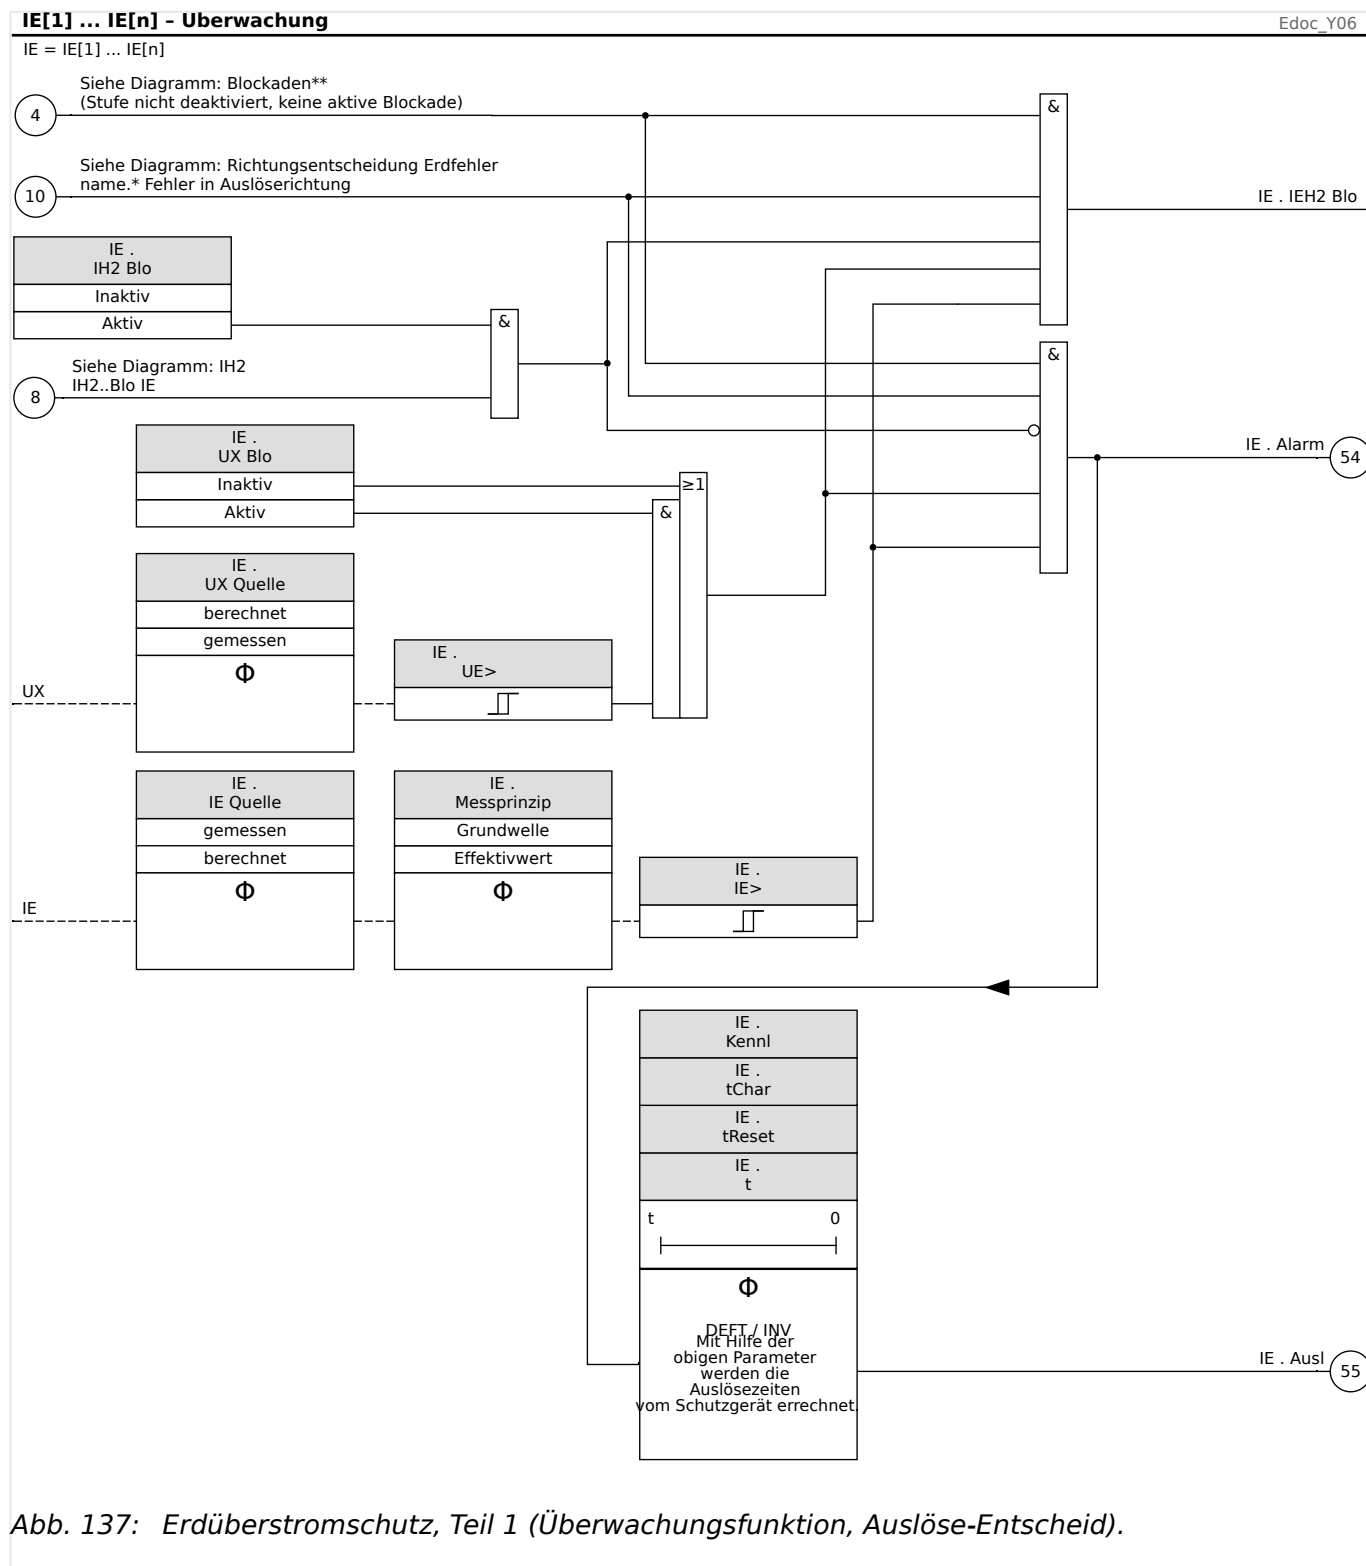 IE[1] ... IE[n] – Überwachung
Edoc_Y06
IE = IE[1] ... IE[n]
Siehe Diagramm: Blockaden**
(Stufe nicht deaktiviert, keine aktive Blockade)
4
&
Siehe Diagramm: Richtungsentscheidung Erdfehler
name.* Fehler in Auslöserichtung
10
IE . IEH2 Blo
IE .
IH2 Blo
Inaktiv
Aktiv
&
Siehe Diagramm: IH2
IH2..Blo IE
8
&
IE .
UX Blo
Inaktiv
Aktiv
≥1
&
IE . Alarm
54
IE .
UX Quelle
berechnet
gemessen
Φ
UX
IE .
UE>
IE .
IE Quelle
gemessen
berechnet
Φ
IE
IE .
Messprinzip
Grundwelle
Effektivwert
Φ
IE .
IE>
IE .
Kennl
IE .
tChar
IE .
tReset
IE .
t
t 0
Φ
DEFT / INV
Mit Hilfe der
obigen Parameter
werden die
Auslösezeiten
vom Schutzgerät errechnet.
IE . Ausl
55
Abb. 137: Erdüberstromschutz, Teil 1 (Überwachungsfunktion, Auslöse-Entscheid).